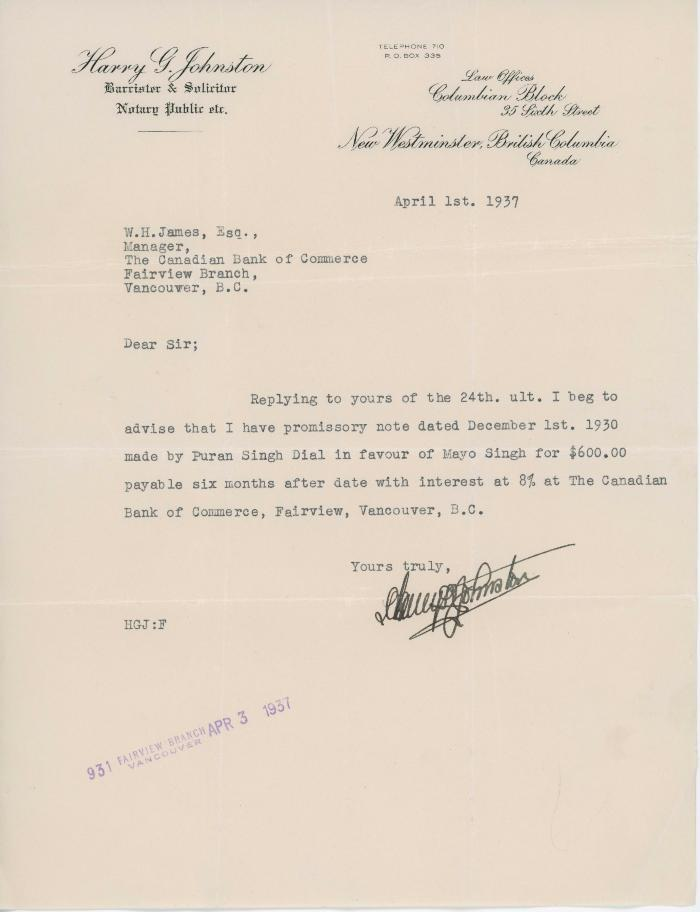 Harry G. Johnston
Barrister & Solicitor
Notary Public etc.
TELEPHONE 710
P.O. BOX 335
Law Offices
Columbian Block
35 Sixth Street
New Westminster, British Columbia
Canada
April 1st. 1937
W.H.James, Esq.,
Manager,
The Canadian Bank of Commerce
Fairview Branch,
Vancouver, B.C.
Dear Sir;
Replying to yours of the 24th. ult. I beg to
advise that I have promissory note dated December 1st. 1930
made by Puran Singh Dial in favour of Mayo Singh for $600.00
payable six months after date with interest at 8% at The Canadian
Bank of Commerce, Fairview, Vancouver, B.C.
Yours truly,
Harry G Johnston
HGJ:F
931 FAIRVIEW BRANCH APR 3 1937
VANCOUVER